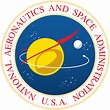 NATIONAL AERONAUTICS AND SPACE ADMINISTRATION
U.S.A.